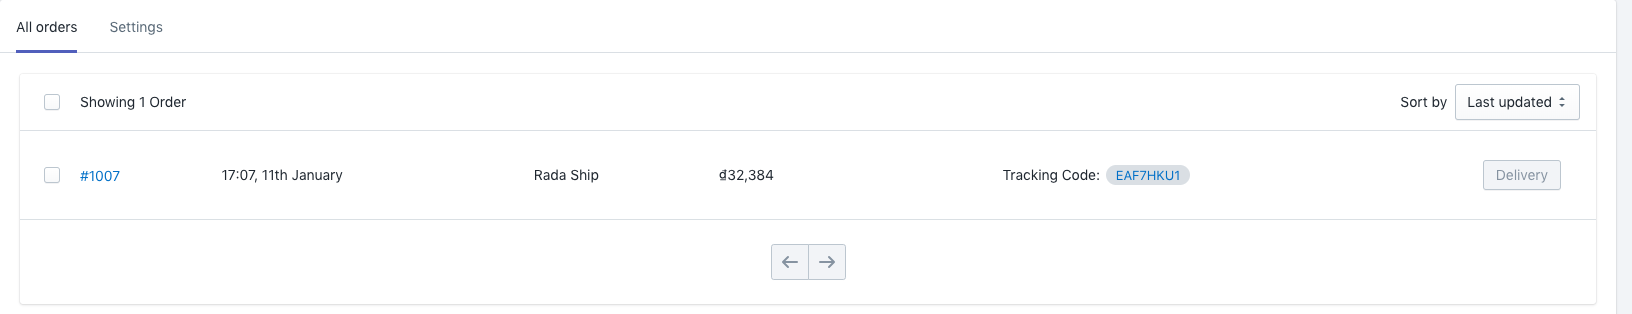 All orders Settings
Showing 1 Order Sort by Last updated
#1007 17:07, 11th January Rada Ship ₫32,384 Tracking Code: EAF7HKU1 Delivery